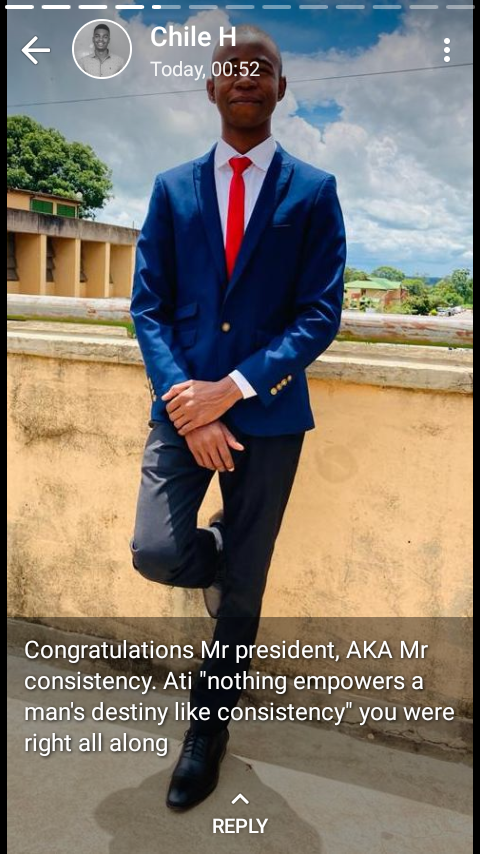 Chile H
Today, 00:52
Congratulations Mr president, AKA Mr
consistency. Ati "nothing empowers a
man's destiny like consistency" you were
right all along
REPLY